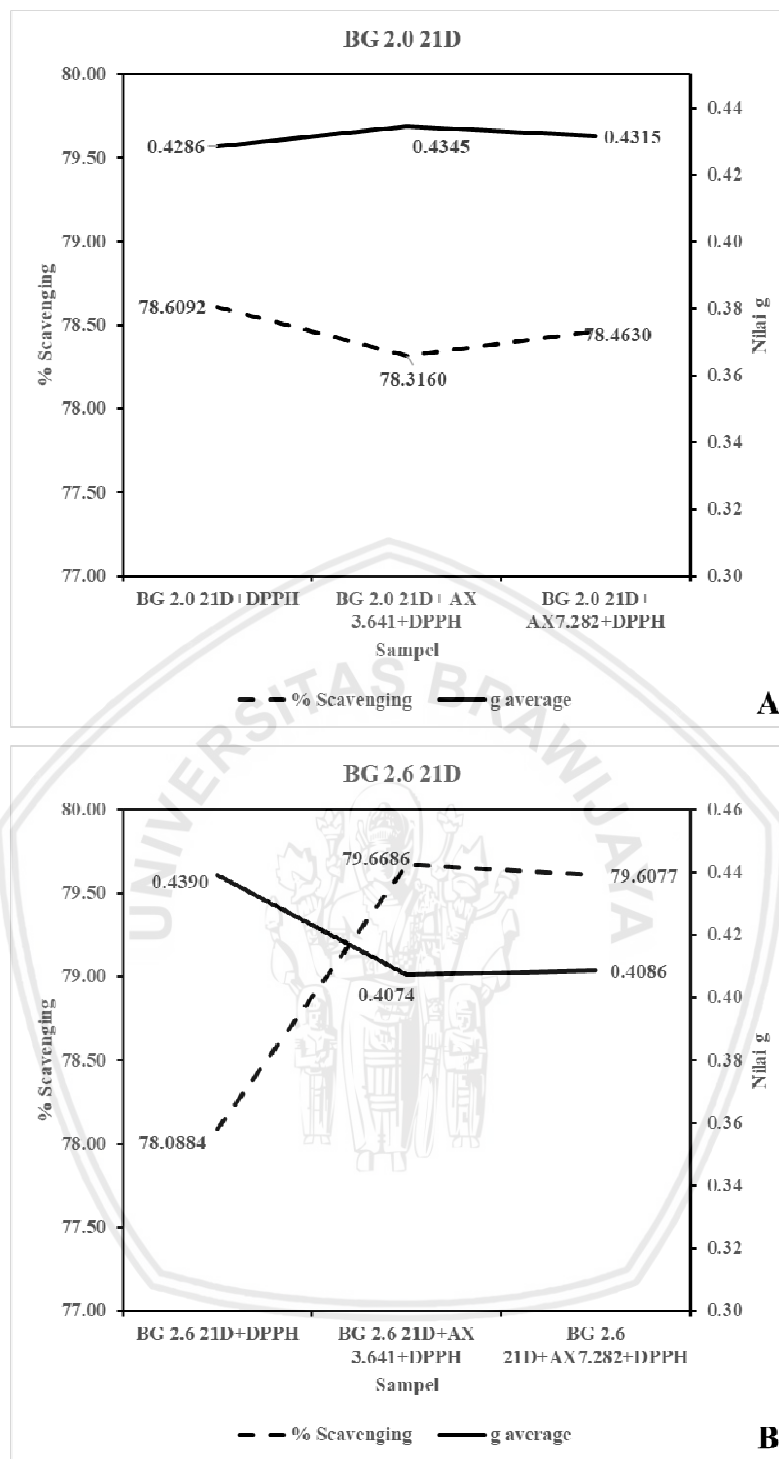 BG 2.0 21D
80.00
79.50
79.00
78.50
78.00
77.50
77.00
% Scavenging
0.4286
0.4345
0.4315
78.6092
78.3160
78.4630
0.44
0.42
0.40
0.38
0.36
0.34
0.32
0.30
Nilai g
BG 2.0 21D+DPPH
BG 2.0 21D+ AX
3.641+DPPH
BG 2.0 21D+
AX7.282+DPPH
Sampel
% Scavenging
g average
A
UNIVERSITAS BRAWIJAYA
BG 2.6 21D
80.00
79.50
79.00
78.50
78.00
77.50
77.00
% Scavenging
0.4390
79.6686
79.6077
0.4074
0.4086
78.0884
0.46
0.44
0.42
0.40
0.38
0.36
0.34
0.32
0.30
Nilai g
BG 2.6 21D+DPPH
BG 2.6 21D+AX
3.641+DPPH
BG 2.6
21D+AX7.282+DPPH
Sampel
% Scavenging
g average
B